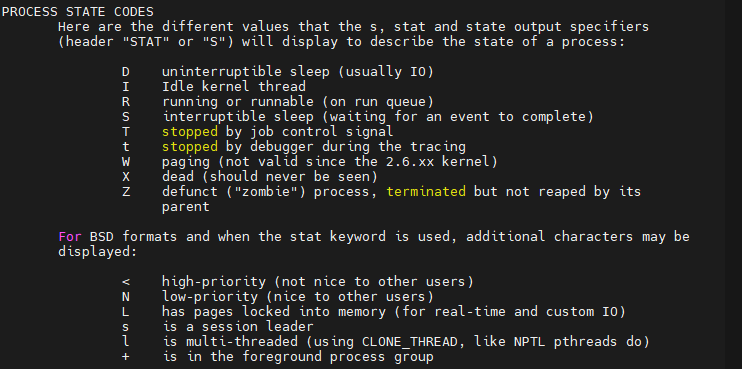 PROCESS STATE CODES
Here are the different values that the s, stat and state output specifiers
(header "STAT" or "S") will display to describe the state of a process:
D uninterruptible sleep (usually IO)
I Idle kernel thread
R running or runnable (on run queue)
S interruptible sleep (waiting for an event to complete)
T stopped by job control signal
t stopped by debugger during the tracing
W paging (not valid since the 2.6.xx kernel)
X dead (should never be seen)
Z defunct ("zombie") process, terminated but not reaped by its
parent
For BSD formats and when the stat keyword is used, additional characters may be
displayed:
< high-priority (not nice to other users)
N low-priority (nice to other users)
L has pages locked into memory (for real-time and custom IO)
s is a session leader
l is multi-threaded (using CLONE_THREAD, like NPTL pthreads do)
+ is in the foreground process group